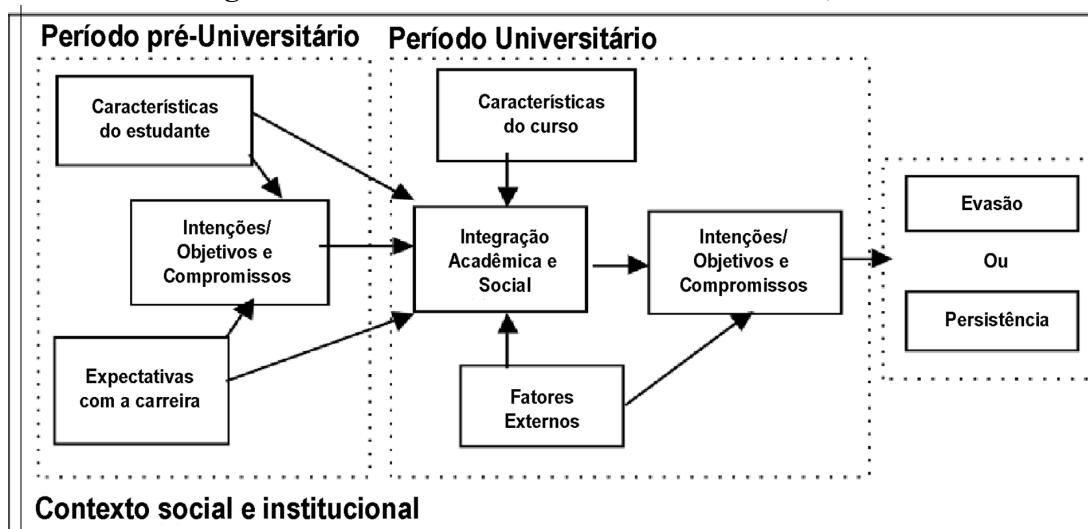 Período pré-Universitário
Período Universitário
Características
do estudante
Intenções/
Objetivos e
Compromissos
Expectativas
com a carreira
Características
do curso
Integração
Acadêmica e
Social
Fatores
Externos
Intenções/
Objetivos e
Compromissos
Evasão
Ou
Persistência
Contexto social e institucional